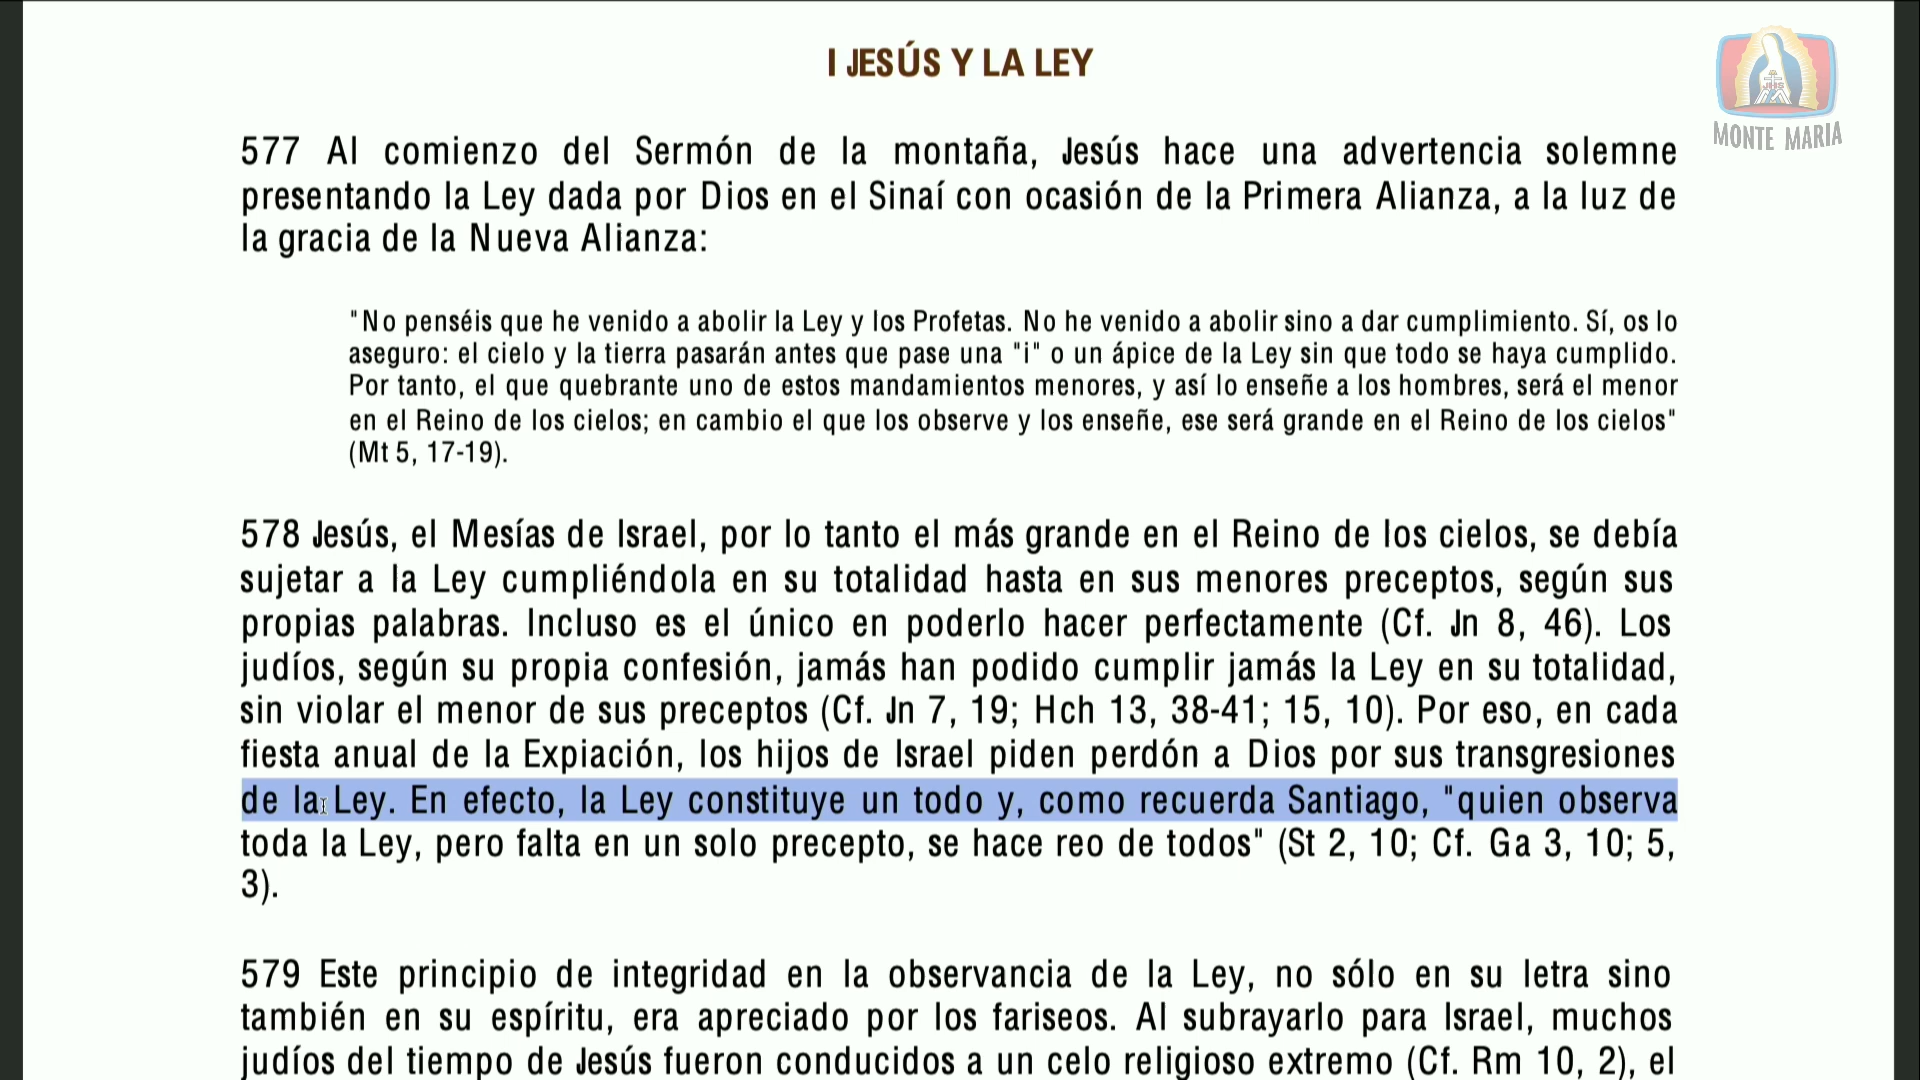 I JESÚS Y LA LEY
JHS
MONTE MARIA
577 Al comienzo del Sermón de la montaña, Jesús hace una advertencia solemne
presentando la Ley dada por Dios en el Sinaí con ocasión de la Primera Alianza, a la luz de
la gracia de la Nueva Alianza:
"No penséis que he venido a abolir la Ley y los Profetas. No he venido a abolir sino a dar cumplimiento. Sí, os lo
aseguro: el cielo y la tierra pasarán antes que pase una "i" o un ápice de la Ley sin que todo se haya cumplido.
Por tanto, el que quebrante uno de estos mandamientos menores, y así lo enseñe a los hombres, será el menor
en el Reino de los cielos; en cambio el que los observe y los enseñe, ese será grande en el Reino de los cielos"
(Mt 5, 17-19).
578 Jesús, el Mesías de Israel, por lo tanto el más grande en el Reino de los cielos, se debía
sujetar a la Ley cumpliéndola en su totalidad hasta en sus menores preceptos, según sus
propias palabras. Incluso es el único en poderlo hacer perfectamente (Cf. Jn 8, 46). Los
judíos, según su propia confesión, jamás han podido cumplir jamás la Ley en su totalidad,
sin violar el menor de sus preceptos (Cf. Jn 7, 19; Hch 13, 38-41; 15, 10). Por eso, en cada
fiesta anual de la Expiación, los hijos de Israel piden perdón a Dios por sus transgresiones
de la Ley. En efecto, la Ley constituye un todo y, como recuerda Santiago, "quien observa
toda la Ley, pero falta en un solo precepto, se hace reo de todos" (St 2, 10; Cf. Ga 3, 10; 5,
3).
579 Este principio de integridad en la observancia de la Ley, no sólo en su letra sino
también en su espíritu, era apreciado por los fariseos. Al subrayarlo para Israel, muchos
judíos del tiempo de Jesús fueron conducidos a un celo religioso extremo (Cf. Rm 10, 2), el